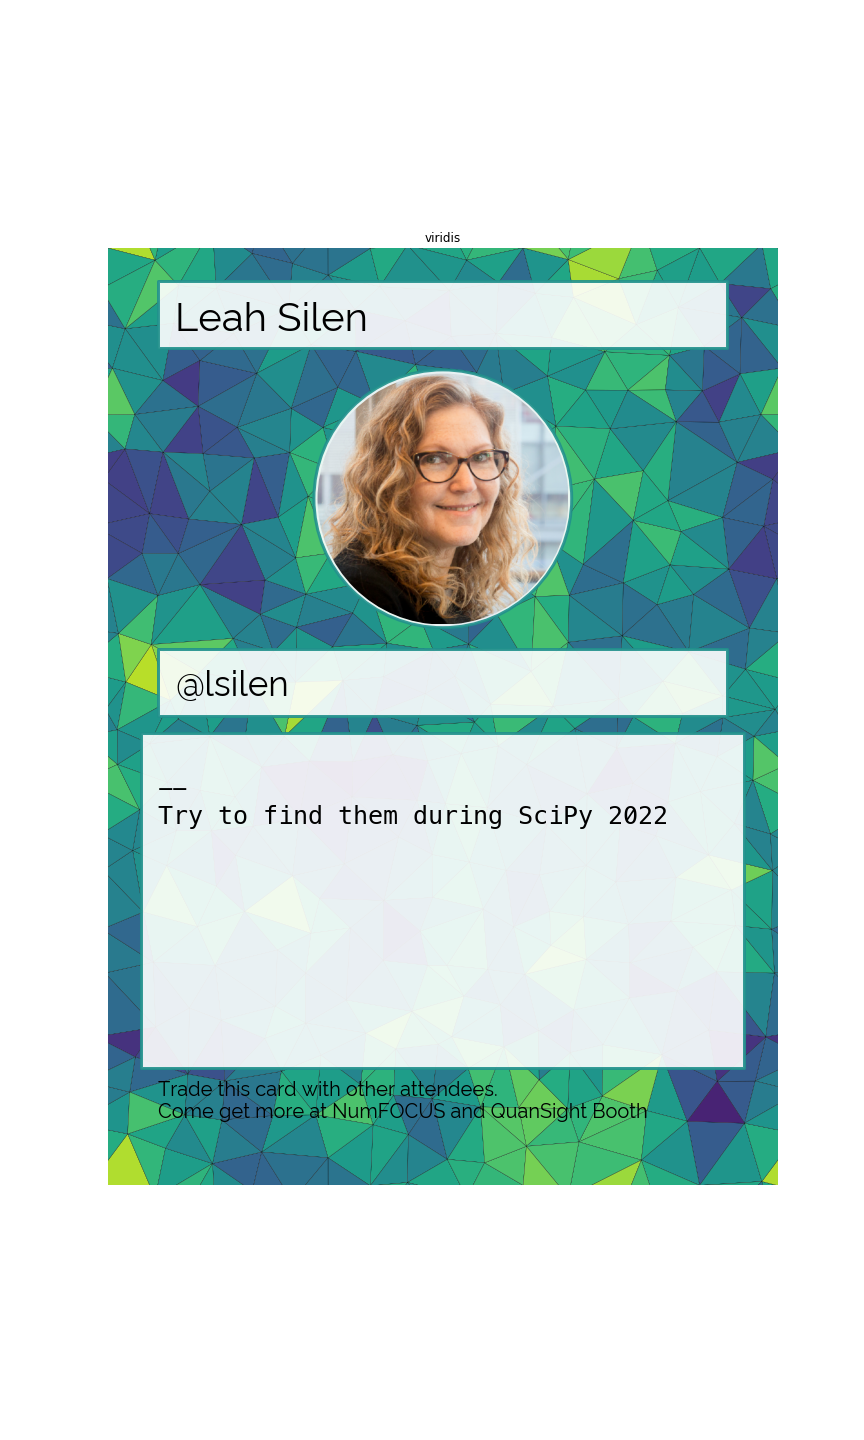 viridis
Leah Silen
@lsilen
——
Try to find them during SciPy 2022
Trade this card with other attendees.
Come get more at NumFOCUS and QuanSight Booth